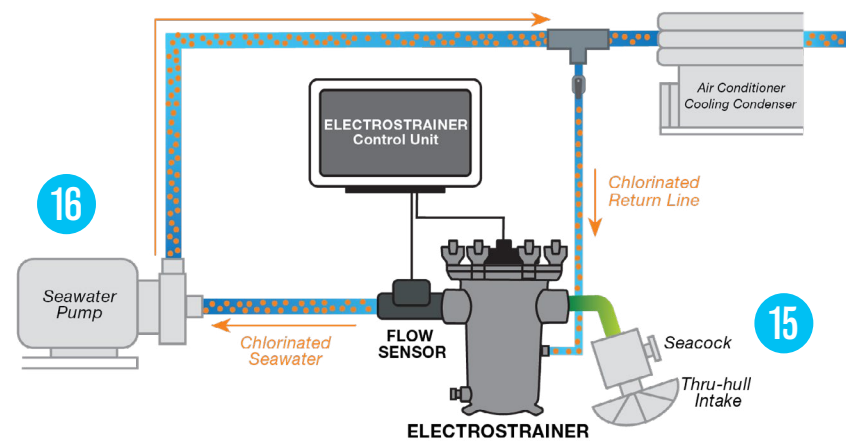 Air Conditioner
Cooling Condenser
ELECTROSTRAINER
Control Unit
16
Chlorinated
Return Line
Seawater
Pump
15
Chlorinated
Seawater
FLOW
SENSOR
Seacock
Thru-hull
Intake
ELECTROSTRAINER